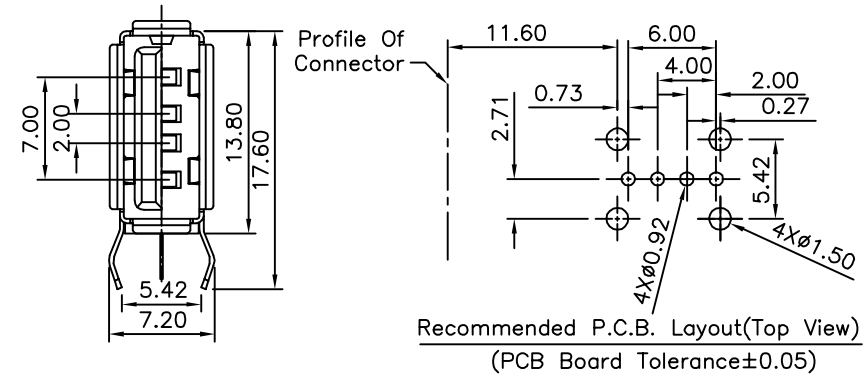 7.00
2.00
13.80
17.60
5.42
7.20
Profile Of
Connector
11.60
6.00
4.00
2.00
0.73
0.27
2.71
5.42
4Xø0.92
4Xø1.50
Recommended P.C.B. Layout(Top View)
(PCB Board Tolerance±0.05)